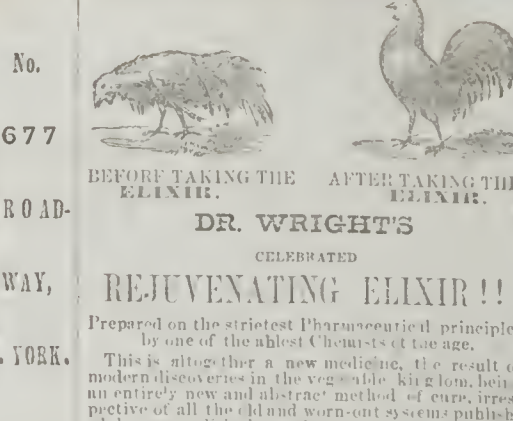 No.
677
ROAD-
WAY,
. YORK.
BEFORE TAKING THE
ELIXIR.
AFTER TAKING THE
ELIXIR.
DR. WRIGHT'S
CELEBRATED
REJUVENATING ELIXIR!!
Prepared on the strictest Pharmaceutical principle
by one of the ablest Chemists of the age.
This is altogether a new medicine, the result o
modern discoveries in the vegetable kingdom, bein
an entirely new and abstract method of cure, irres
pective of all the old and worn-out systems publish